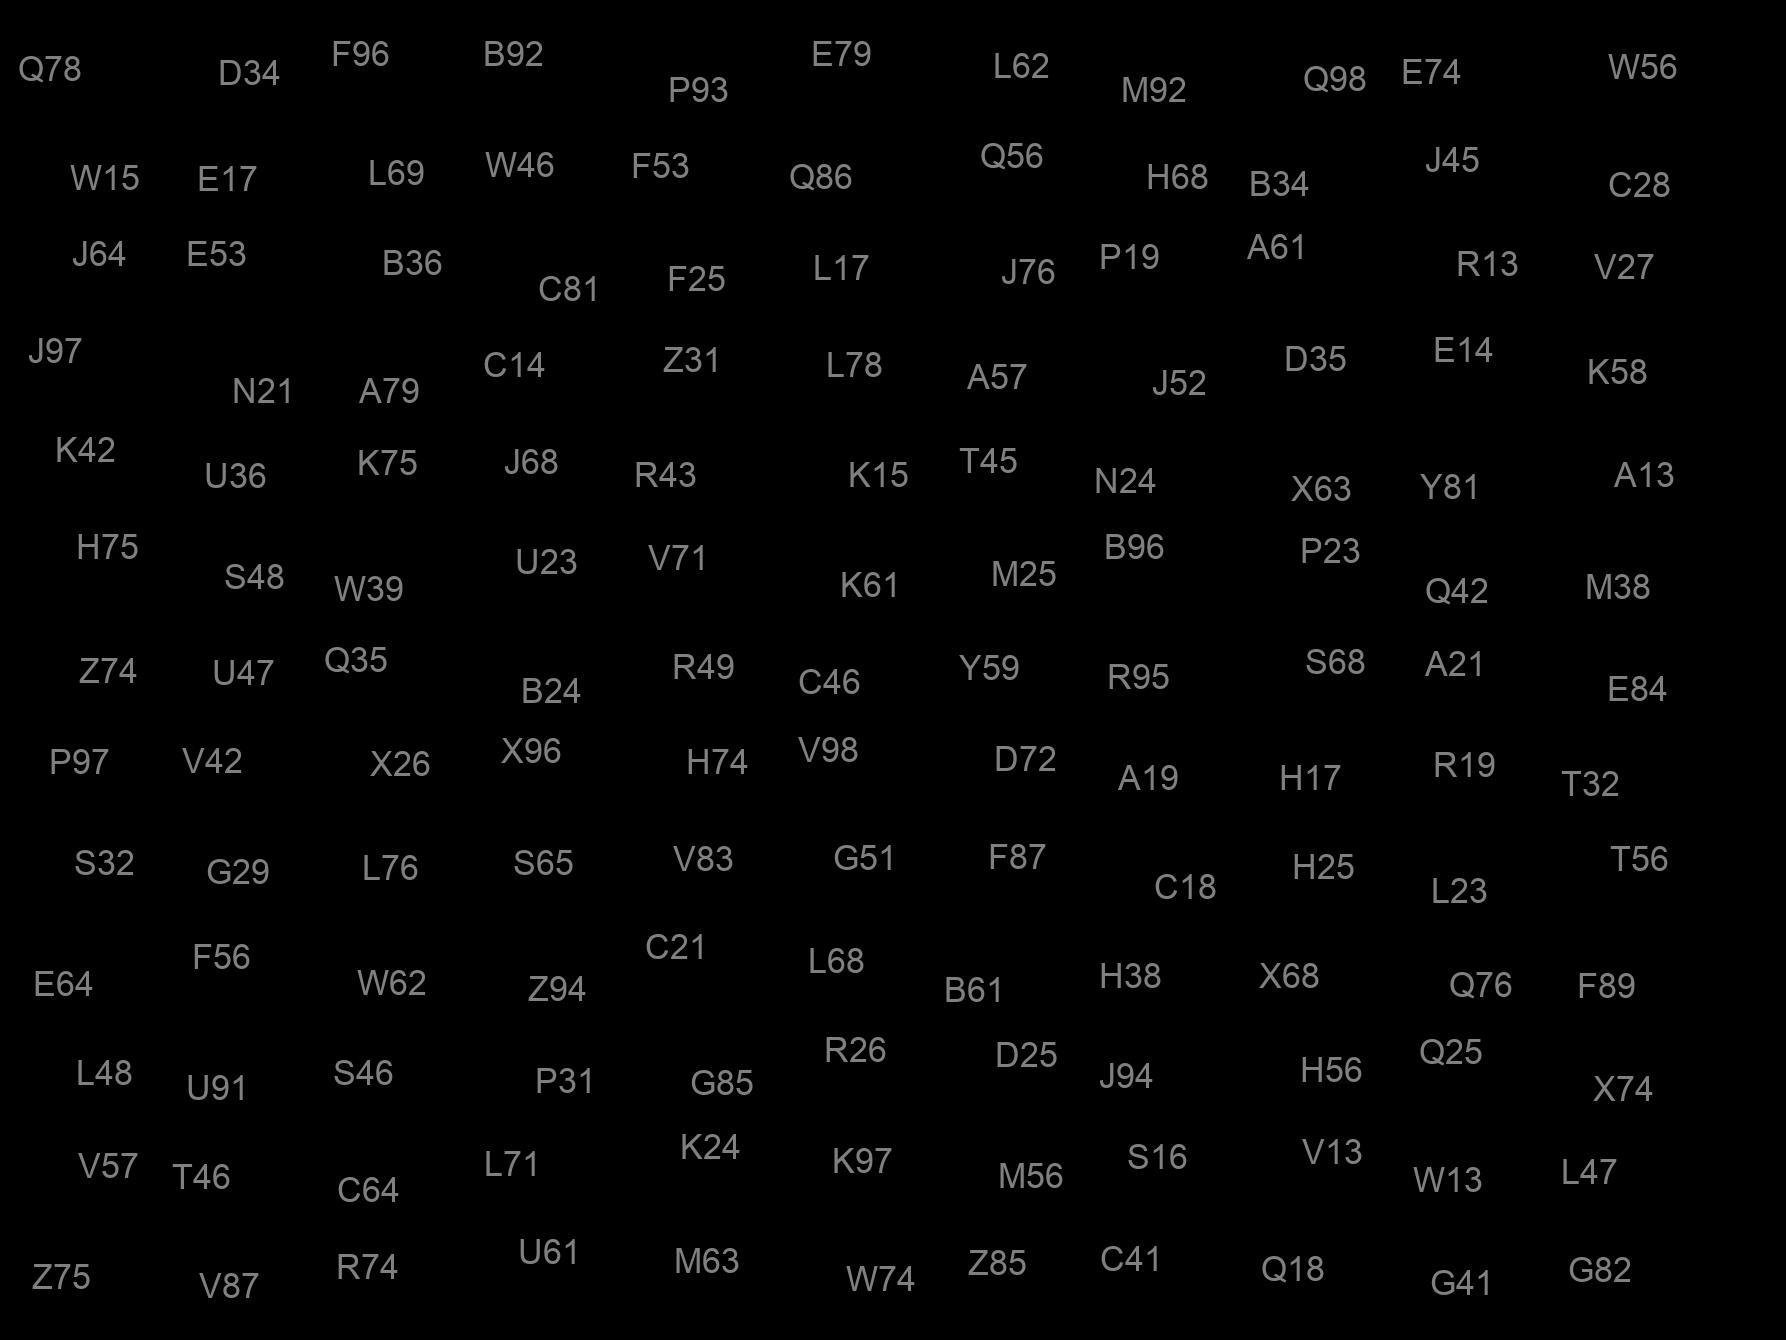 Q78 D34 F96 B92 P93 E79 L62 M92 Q98 E74 W56
W15 E17 L69 W46 F53 Q86 Q56 H68 B34 J45 C28
J64 E53 B36 C81 F25 L17 J76 P19 A61 R13 V27
J97 N21 A79 C14 Z31 L78 A57 J52 D35 E14 K58
K42 U36 K75 J68 R43 K15 T45 N24 X63 Y81 A13
H75 S48 W39 U23 V71 K61 M25 B96 P23 Q42 M38
Z74 U47 Q35 B24 R49 C46 Y59 R95 S68 A21 E84
P97 V42 X26 X96 H74 V98 D72 A19 H17 R19 T32
S32 G29 L76 S65 V83 G51 F87 C18 H25 L23 T56
E64 F56 W62 Z94 C21 L68 B61 H38 X68 Q76 F89
L48 U91 S46 P31 G85 R26 D25 J94 H56 Q25 X74
V57 T46 C64 L71 K24 K97 M56 S16 V13 W13 L47
Z75 V87 R74 U61 M63 W74 Z85 C41 Q18 G41 G82